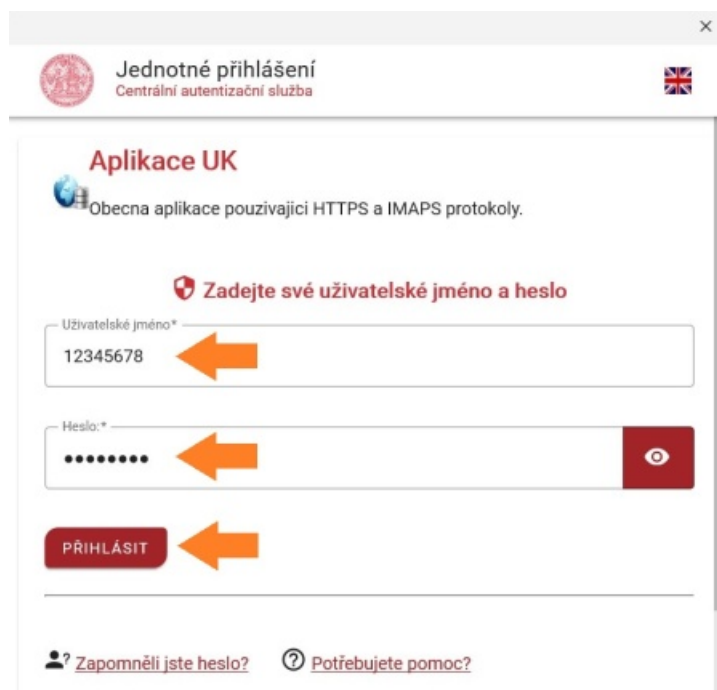 Jednotné přihlášení
Centrální autentizační služba
Aplikace UK
Obecna aplikace pouzivajici HTTPS a IMAPS protokoly.
Zadejte své uživatelské jméno a heslo
Uživatelské jméno*
12345678
Heslo:*
PŘIHLÁSIT
Zapomněli jste heslo? Potřebujete pomoc?